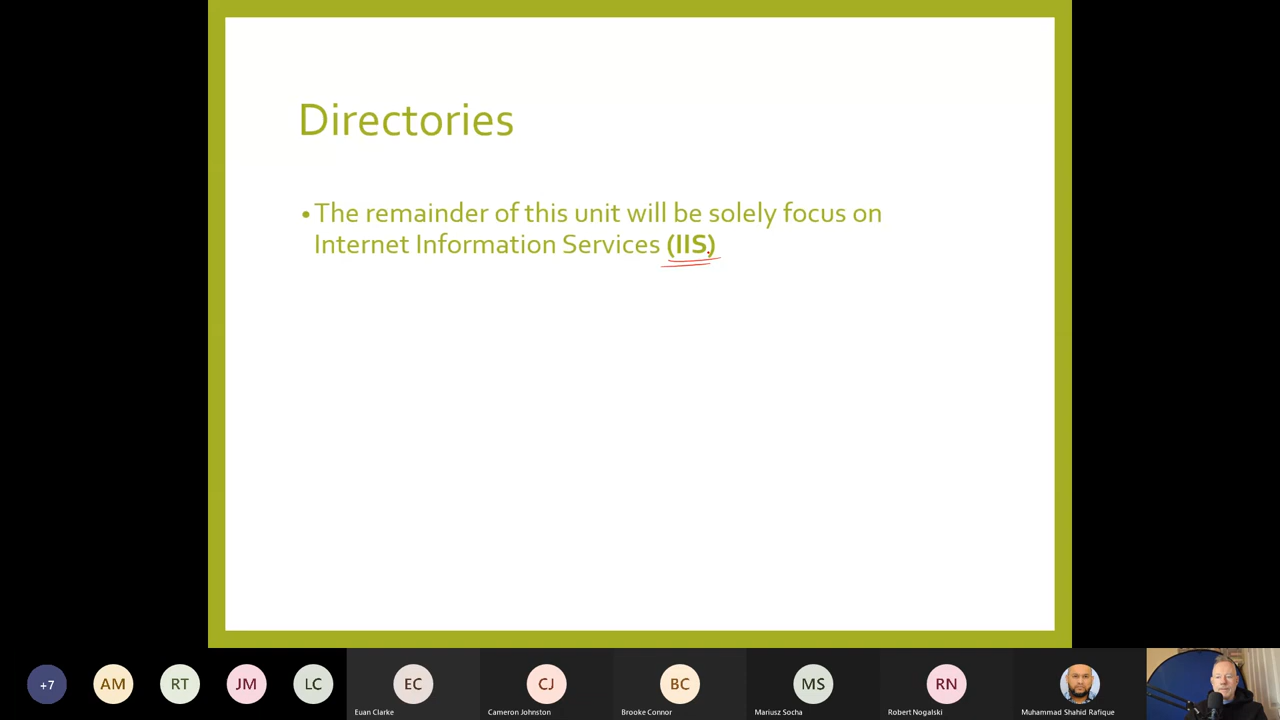 Directories
• The remainder of this unit will be solely focus on
Internet Information Services (IIS)
+7
AM
RT
JM
LC
EC
CJ
BC
MS
RN
Euan Clarke
Cameron Johnston
Brooke Connor
Mariusz Socha
Robert Nogalski
Muhammad Shahid Rafique